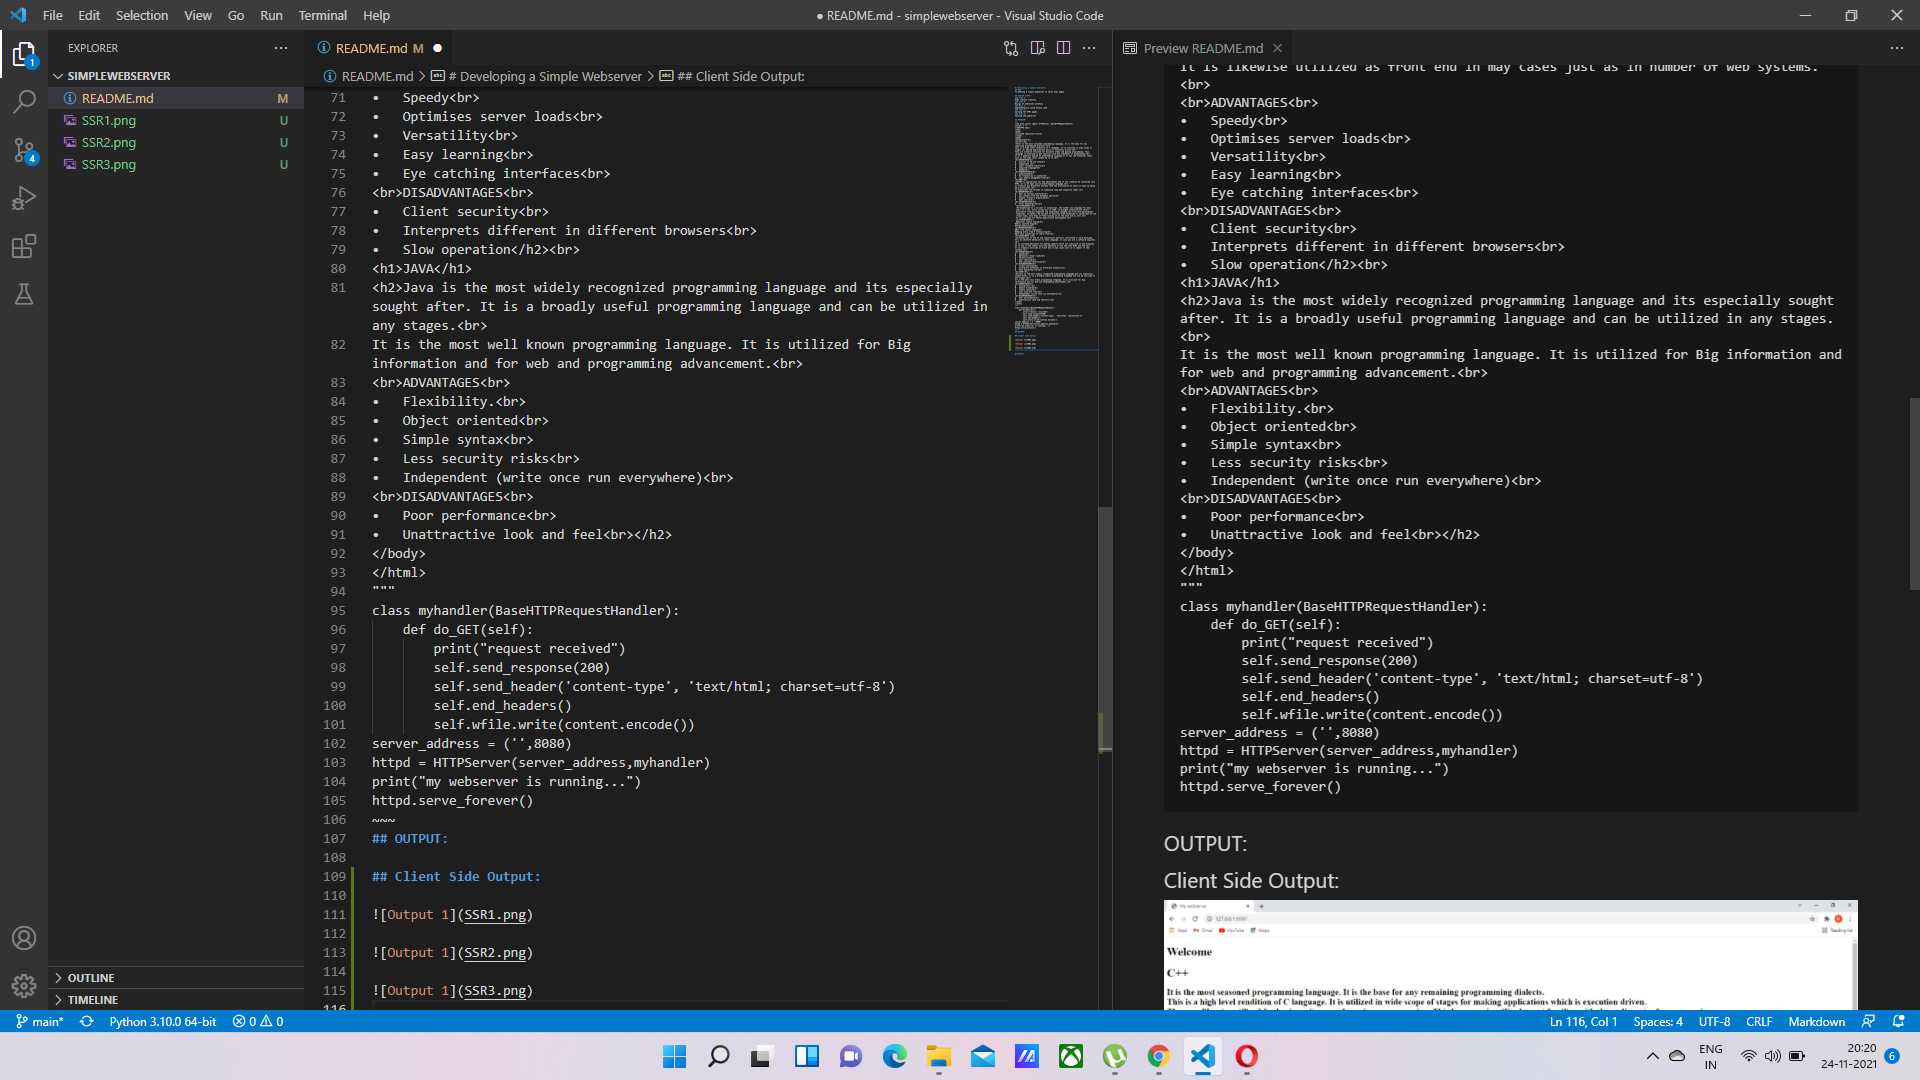 File Edit Selection View Go Run Terminal Help
● README.md - simplewebserver - Visual Studio Code
EXPLORER
SIMPLEWEBSERVER
README.md M
SSR1.png U
SSR2.png U
SSR3.png U
OUTLINE
TIMELINE
README.md M
README.md > # Developing a Simple Webserver > ## Client Side Output:
71 • Speedy<br>
72 • Optimises server loads<br>
73 • Versatility<br>
74 • Easy learning<br>
75 • Eye catching interfaces<br>
76 <br>DISADVANTAGES<br>
77 • Client security<br>
78 • Interprets different in different browsers<br>
79 • Slow operation</h2><br>
80 <h1>JAVA</h1>
81 <h2>Java is the most widely recognized programming language and its especially
sought after. It is a broadly useful programming language and can be utilized in
any stages.<br>
82 It is the most well known programming language. It is utilized for Big
information and for web and programming advancement.<br>
83 <br>ADVANTAGES<br>
84 • Flexibility.<br>
85 • Object oriented<br>
86 • Simple syntax<br>
87 • Less security risks<br>
88 • Independent (write once run everywhere)<br>
89 <br>DISADVANTAGES<br>
90 • Poor performance<br>
91 • Unattractive look and feel<br></h2>
92 </body>
93 </html>
94 """
95 class myhandler(BaseHTTPRequestHandler):
96 def do_GET(self):
97 print("request received")
98 self.send_response(200)
99 self.send_header('content-type', 'text/html; charset=utf-8')
100 self.end_headers()
101 self.wfile.write(content.encode())
102 server_address = ('',8080)
103 httpd = HTTPServer(server_address,myhandler)
104 print("my webserver is running...")
105 httpd.serve_forever()
106 ~~~
107 ## OUTPUT:
108
109 ## Client Side Output:
110
111 ![Output 1](SSR1.png)
112
113 ![Output 1](SSR2.png)
114
115 ![Output 1](SSR3.png)
116
Preview README.md
It is likewise utilized as front end in may cases just as in number of web systems.
<br>
<br>ADVANTAGES<br>
• Speedy<br>
• Optimises server loads<br>
• Versatility<br>
• Easy learning<br>
• Eye catching interfaces<br>
<br>DISADVANTAGES<br>
• Client security<br>
• Interprets different in different browsers<br>
• Slow operation</h2><br>
<h1>JAVA</h1>
<h2>Java is the most widely recognized programming language and its especially sought
after. It is a broadly useful programming language and can be utilized in any stages.
<br>
It is the most well known programming language. It is utilized for Big information and
for web and programming advancement.<br>
<br>ADVANTAGES<br>
• Flexibility.<br>
• Object oriented<br>
• Simple syntax<br>
• Less security risks<br>
• Independent (write once run everywhere)<br>
<br>DISADVANTAGES<br>
• Poor performance<br>
• Unattractive look and feel<br></h2>
</body>
</html>
"""
class myhandler(BaseHTTPRequestHandler):
def do_GET(self):
print("request received")
self.send_response(200)
self.send_header('content-type', 'text/html; charset=utf-8')
self.end_headers()
self.wfile.write(content.encode())
server_address = ('',8080)
httpd = HTTPServer(server_address,myhandler)
print("my webserver is running...")
httpd.serve_forever()
OUTPUT:
Client Side Output:
My webserver
Apps Gmail YouTube Maps Reading list
Welcome
C++
It is the most seasoned programming language. It is the base for any remaining programming dialects.
This is a high level rendition of C language. It is utilized in wide scope of stages for making applications which is execution driven.
main* Python 3.10.0 64-bit 0 0
Ln 116, Col 1 Spaces: 4 UTF-8 CRLF Markdown
ENG
IN
20:20
24-11-2021
6
1
4